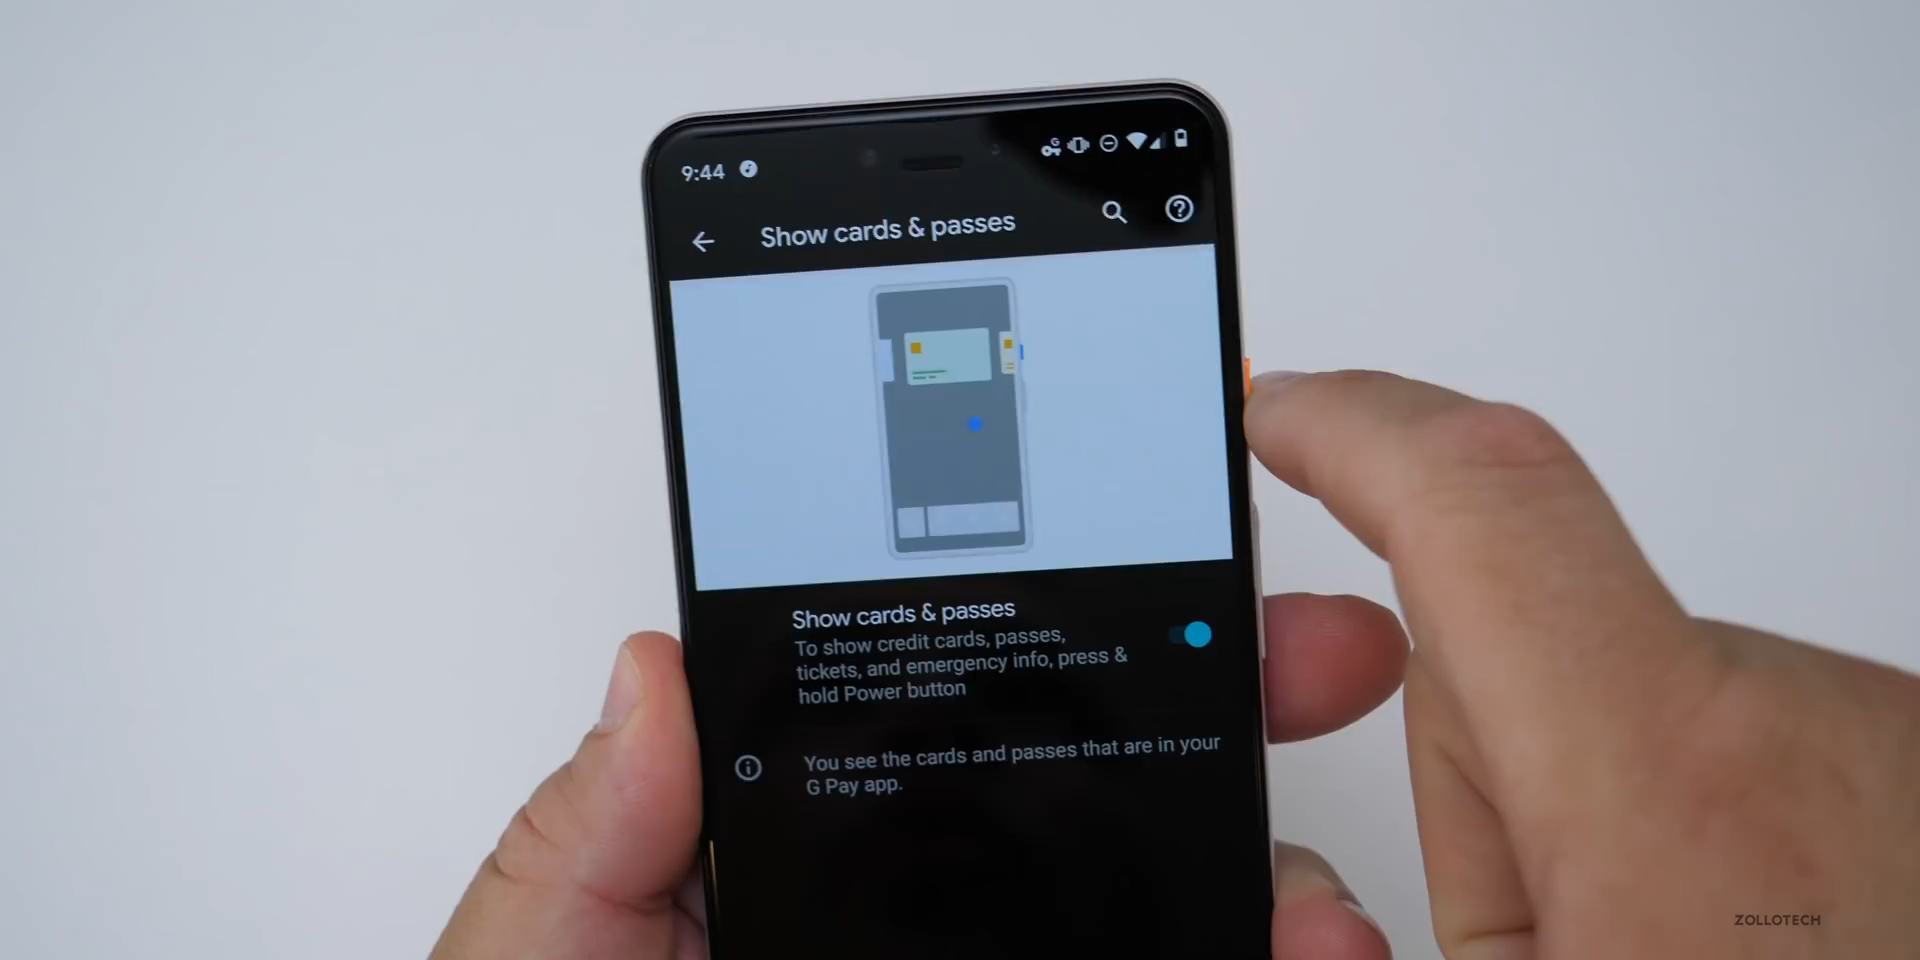 9:44
Show cards & passes
Show cards & passes
To show credit cards, passes,
tickets, and emergency info, press &
hold Power button
You see the cards and passes that are in your
G Pay app.
ZOLLOTECH